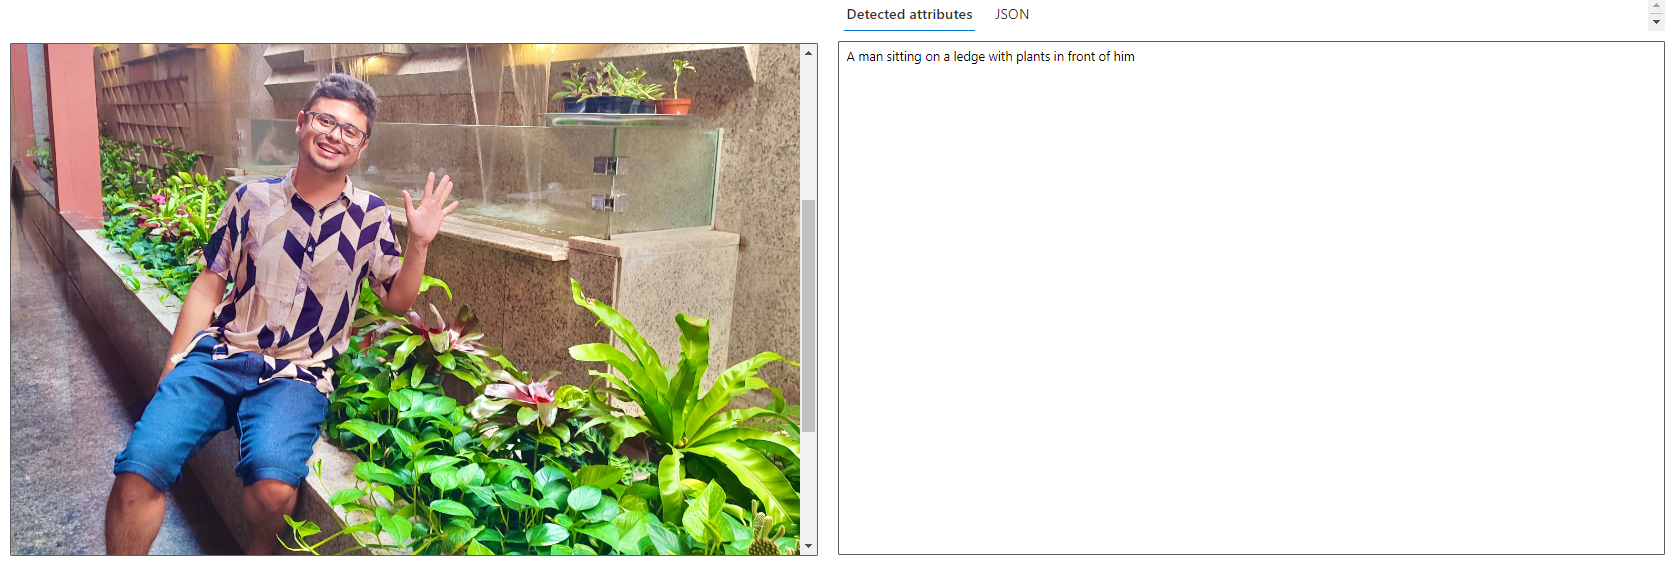 Detected attributes JSON
A man sitting on a ledge with plants in front of him